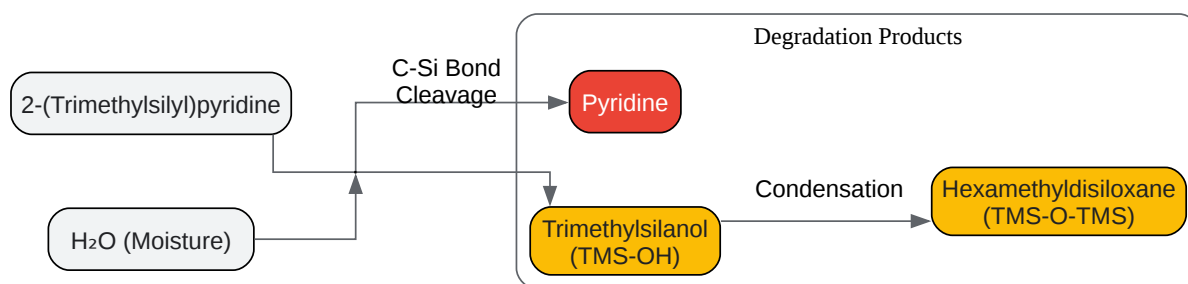 Degradation Products
C-Si Bond
Cleavage
2-(Trimethylsilyl)pyridine
Pyridine
H₂O (Moisture)
Trimethylsilanol
(TMS-OH)
Condensation
Hexamethyldisiloxane
(TMS-O-TMS)